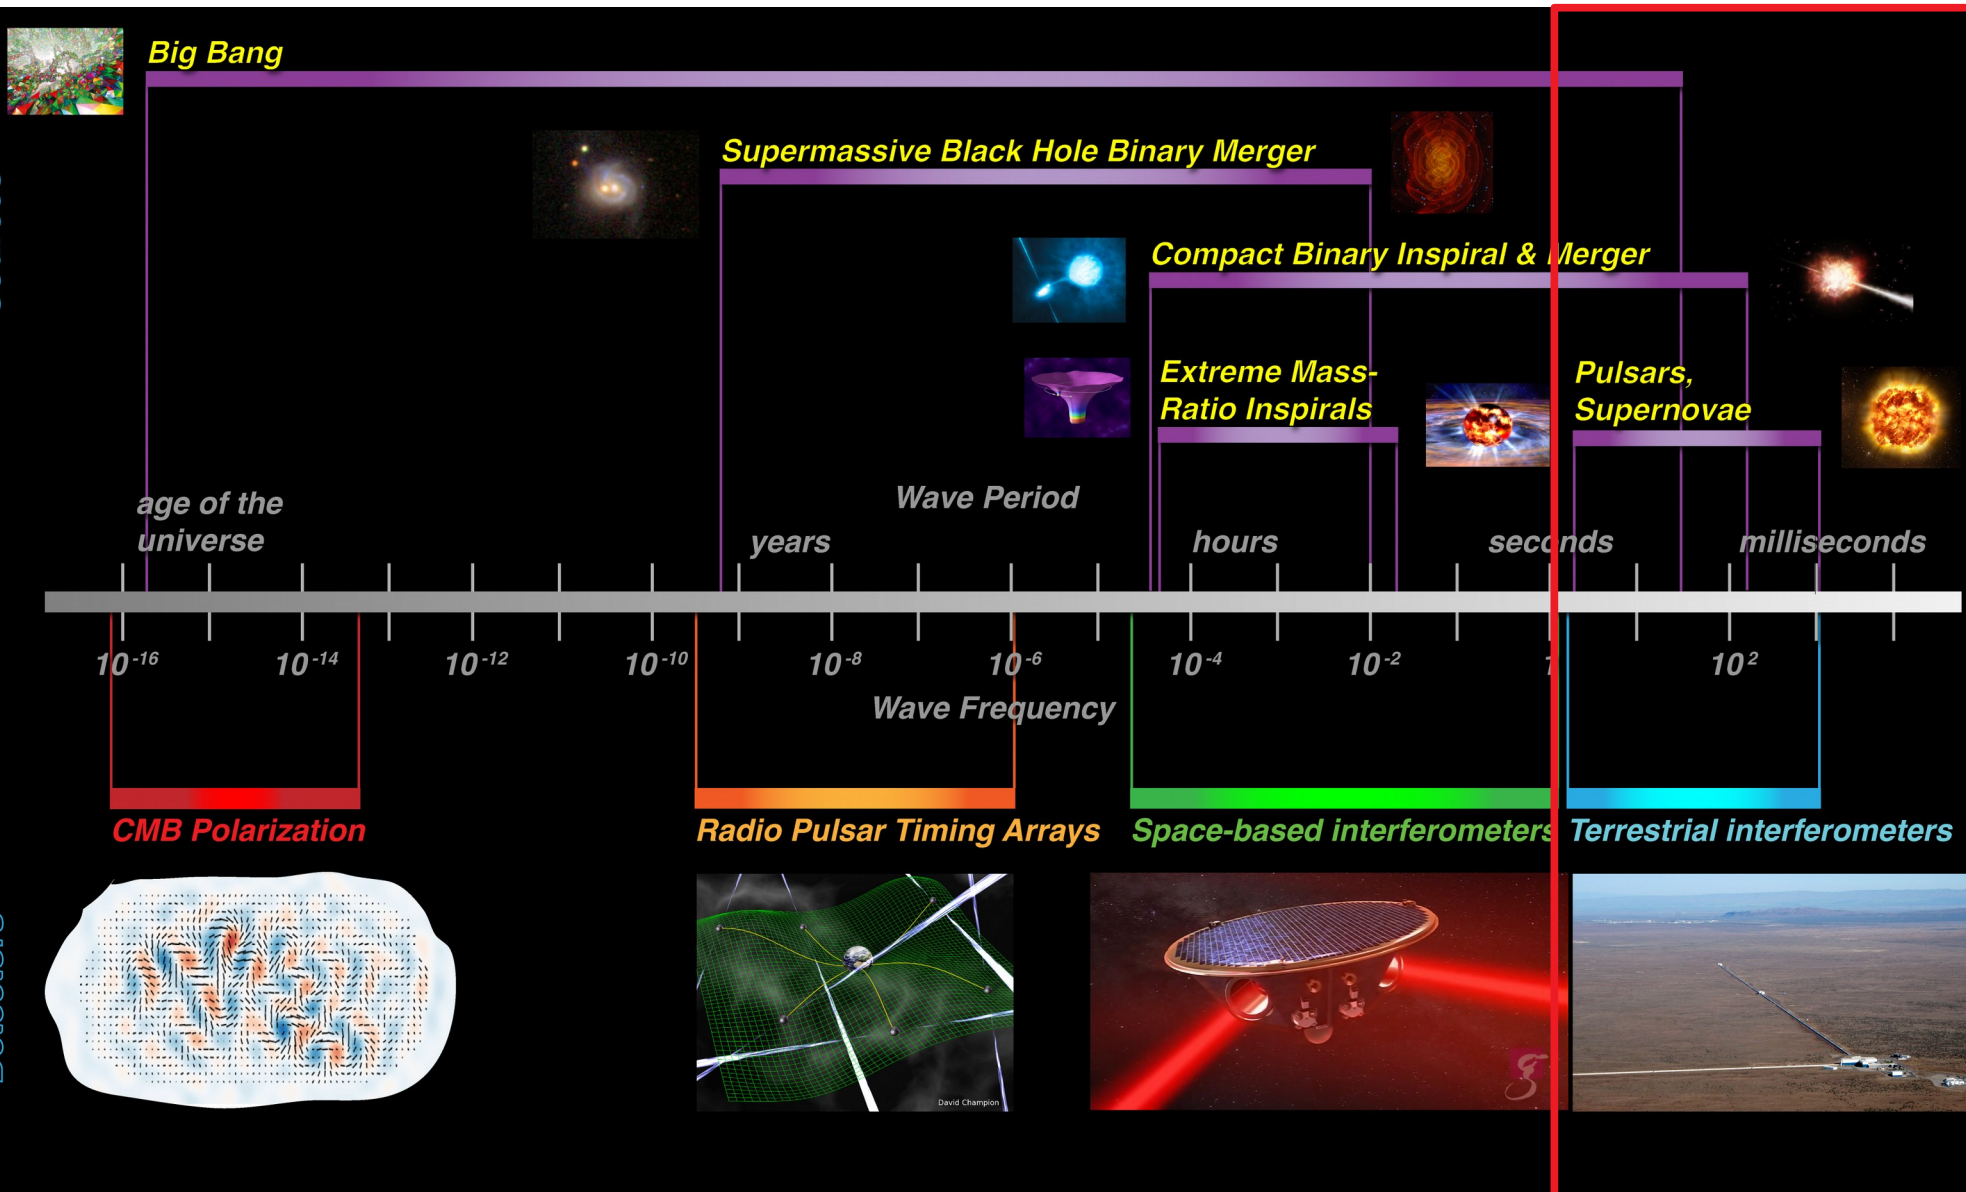 Big Bang
Supermassive Black Hole Binary Merger
Compact Binary Inspiral & Merger
Extreme Mass-
Ratio Inspirals
Pulsars,
Supernovae
age of the
universe
Wave Period
years
hours
seconds
milliseconds
10⁻¹⁶
10⁻¹⁴
10⁻¹²
10⁻¹⁰
10⁻⁸
10⁻⁶
10⁻⁴
10⁻²
1
10²
Wave Frequency
CMB Polarization
Radio Pulsar Timing Arrays
Space-based interferometers
Terrestrial interferometers
David Champion